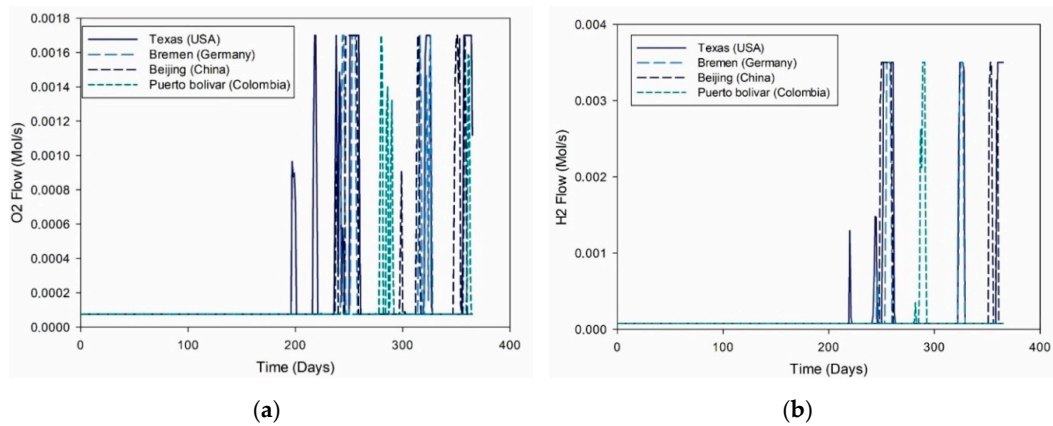 0.0018
0.0016
0.0014
0.0012
0.0010
0.0008
0.0006
0.0004
0.0002
0.0000
O2 Flow (Mol/s)
Texas (USA)
Bremen (Germany)
Beijing (China)
Puerto bolivar (Colombia)
0 100 200 300 400
Time (Days)
(a)
0.004
0.003
0.002
0.001
0.000
H2 Flow (Mol/s)
Texas (USA)
Bremen (Germany)
Beijing (China)
Puerto bolivar (Colombia)
0 100 200 300 400
Time (Days)
(b)